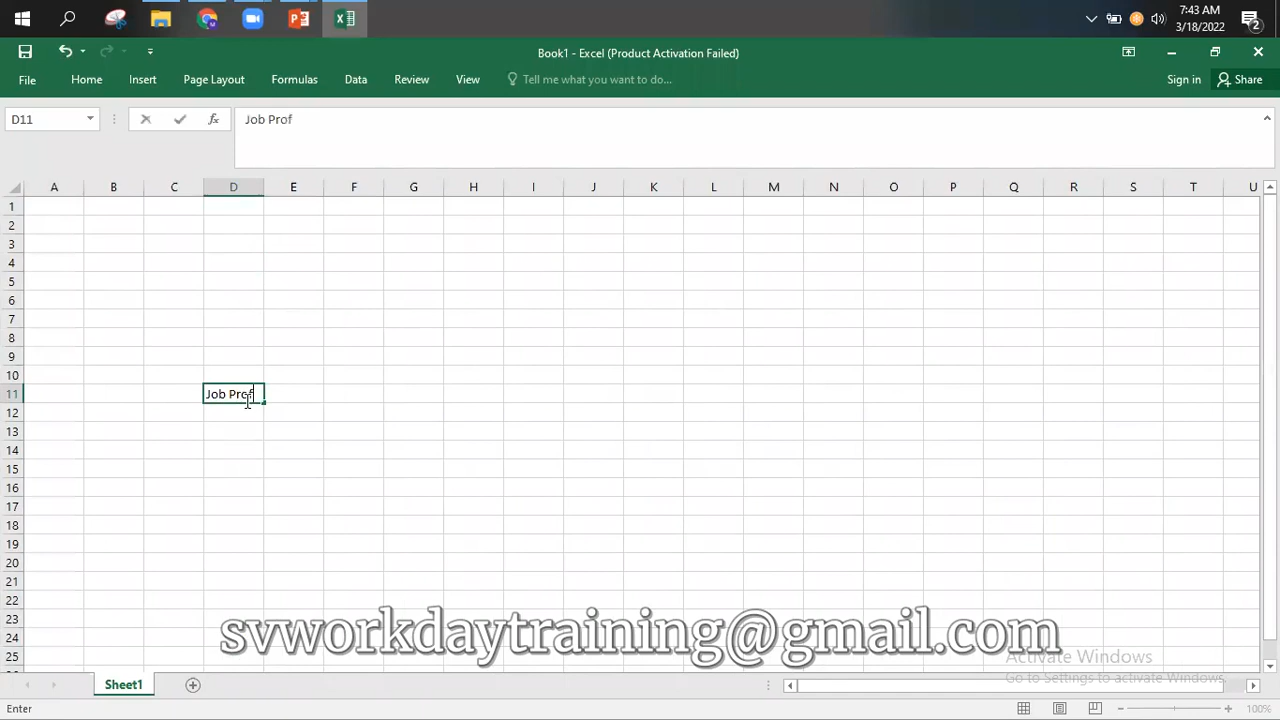 7:43 AM
3/18/2022
2
Book1 - Excel (Product Activation Failed)
File Home Insert Page Layout Formulas Data Review View Tell me what you want to do... Sign in Share
D11 fx Job Prof
A B C D E F G H I J K L M N O P Q R S T U
1
2
3
4
5
6
7
8
9
10
11 Job Prof
12
13
14
15
16
17
18
19
20
21
22
23
24
25
svworkdaytraining@gmail.com
Activate Windows
Go to Settings to activate Windows.
Sheet1
Enter 100%